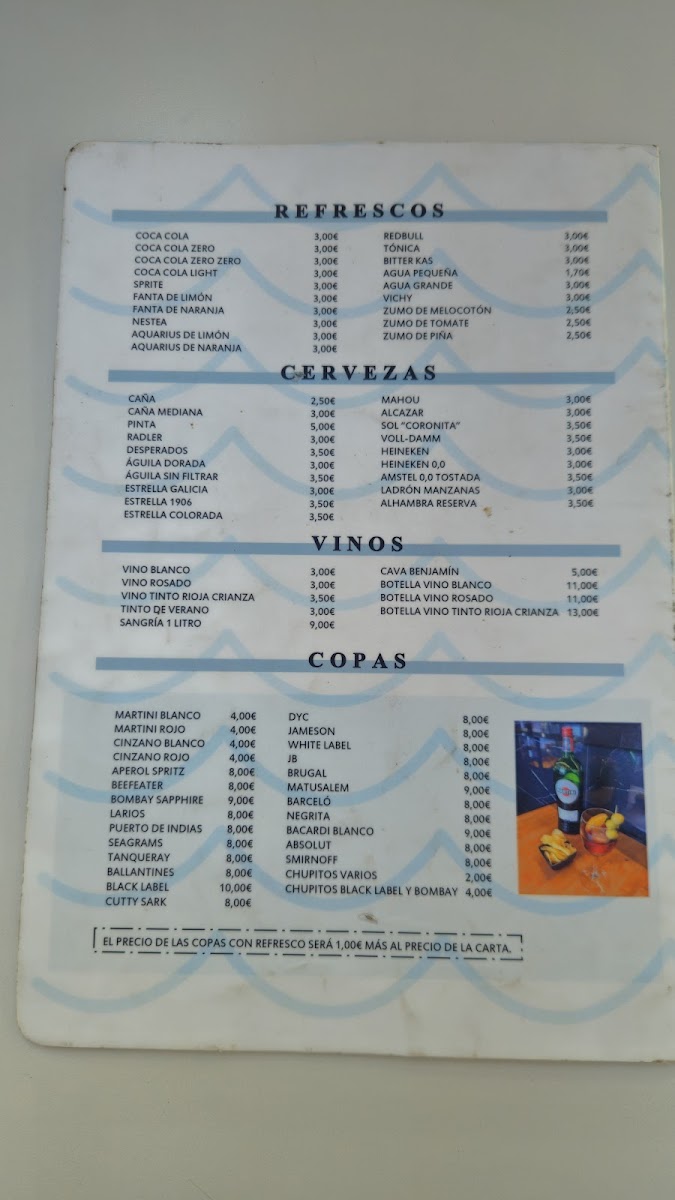 REFRESCOS
COCA COLA 3,00€
COCA COLA ZERO 3,00€
COCA COLA ZERO ZERO 3,00€
COCA COLA LIGHT 3,00€
SPRITE 3,00€
FANTA DE LIMÓN 3,00€
FANTA DE NARANJA 3,00€
NESTEA 3,00€
AQUARIUS DE LIMÓN 3,00€
AQUARIUS DE NARANJA 3,00€
REDBULL 3,00€
TÓNICA 3,00€
BITTER KAS 3,00€
AGUA PEQUEÑA 1,70€
AGUA GRANDE 3,00€
VICHY 3,00€
ZUMO DE MELOCOTÓN 2,50€
ZUMO DE TOMATE 2,50€
ZUMO DE PIÑA 2,50€
CERVEZAS
CAÑA 2,50€
CAÑA MEDIANA 3,00€
PINTA 5,00€
RADLER 3,00€
DESPERADOS 3,50€
ÁGUILA DORADA 3,00€
ÁGUILA SIN FILTRAR 3,50€
ESTRELLA GALICIA 3,00€
ESTRELLA 1906 3,50€
ESTRELLA COLORADA 3,50€
MAHOU 3,00€
ALCAZAR 3,00€
SOL “CORONITA” 3,50€
VOLL-DAMM 3,50€
HEINEKEN 3,00€
HEINEKEN 0,0 3,00€
AMSTEL 0,0 TOSTADA 3,50€
LADRÓN MANZANAS 3,00€
ALHAMBRA RESERVA 3,50€
VINOS
VINO BLANCO 3,00€
VINO ROSADO 3,00€
VINO TINTO RIOJA CRIANZA 3,50€
TINTO DE VERANO 3,00€
SANGRÍA 1 LITRO 9,00€
CAVA BENJAMÍN 5,00€
BOTELLA VINO BLANCO 11,00€
BOTELLA VINO ROSADO 11,00€
BOTELLA VINO TINTO RIOJA CRIANZA 13,00€
COPAS
MARTINI BLANCO 4,00€
MARTINI ROJO 4,00€
CINZANO BLANCO 4,00€
CINZANO ROJO 4,00€
APEROL SPRITZ 8,00€
BEEFEATER 8,00€
BOMBAY SAPPHIRE 9,00€
LARIOS 8,00€
PUERTO DE INDIAS 8,00€
SEAGRAMS 8,00€
TANQUERAY 8,00€
BALLANTINES 8,00€
BLACK LABEL 10,00€
CUTTY SARK 8,00€
DYC 8,00€
JAMESON 8,00€
WHITE LABEL 8,00€
JB 8,00€
BRUGAL 8,00€
MATUSALEM 9,00€
BARCELÓ 8,00€
NEGRITA 8,00€
BACARDI BLANCO 9,00€
ABSOLUT 8,00€
SMIRNOFF 8,00€
CHUPITOS VARIOS 2,00€
CHUPITOS BLACK LABEL Y BOMBAY 4,00€
EL PRECIO DE LAS COPAS CON REFRESCO SERÁ 1,00€ MÁS AL PRECIO DE LA CARTA.